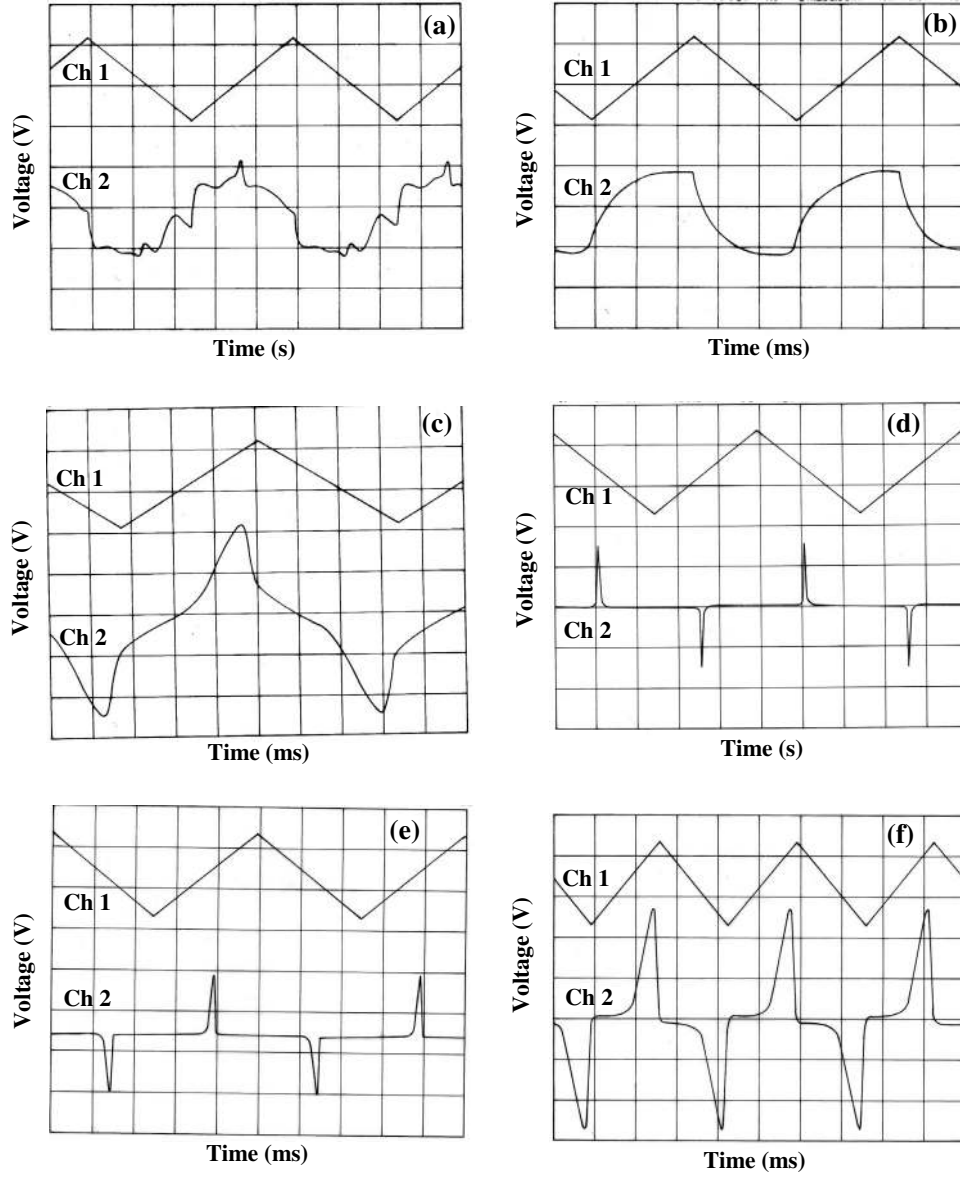 (a)
Ch 1
Ch 2
Voltage (V)
Time (s)
(b)
Ch 1
Ch 2
Voltage (V)
Time (ms)
(c)
Ch 1
Ch 2
Voltage (V)
Time (ms)
(d)
Ch 1
Ch 2
Voltage (V)
Time (s)
(e)
Ch 1
Ch 2
Voltage (V)
Time (ms)
(f)
Ch 1
Ch 2
Voltage (V)
Time (ms)